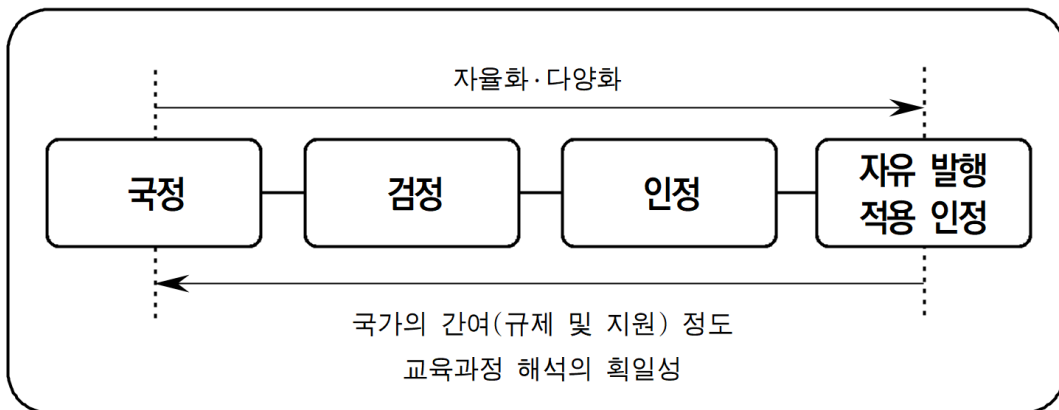 자율화·다양화
국정
검정
인정
자유 발행
적용 인정
국가의 간여(규제 및 지원) 정도
교육과정 해석의 획일성